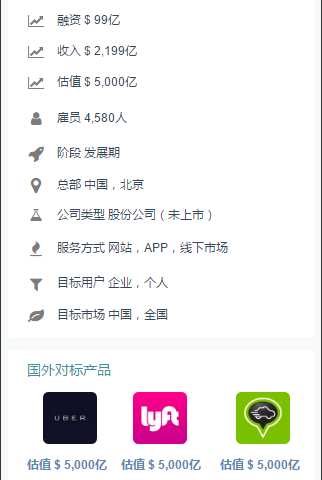 融资 $ 99亿
收入 $ 2,199亿
估值 $ 5,000亿
雇员 4,580人
阶段 发展期
总部 中国，北京
公司类型 股份公司（未上市）
服务方式 网站，APP，线下市场
目标用户 企业，个人
目标市场 中国，全国
国外对标产品
UBER lyft
估值 $ 5,000亿 估值 $ 5,000亿 估值 $ 5,000亿